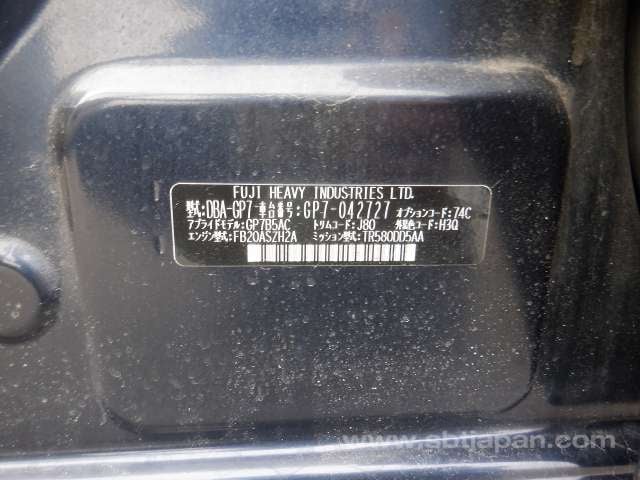 FUJI HEAVY INDUSTRIES LTD.
型式:DBA-GP7 車台番号:GP7-042727 オプションコード:74C
アプライドモデル:GP7B5AC トリムコード:J80 外装色コード:H3Q
エンジン型式:FB20ASZH2A ミッション型式:TR580DD5AA
www.sbtjapan.com